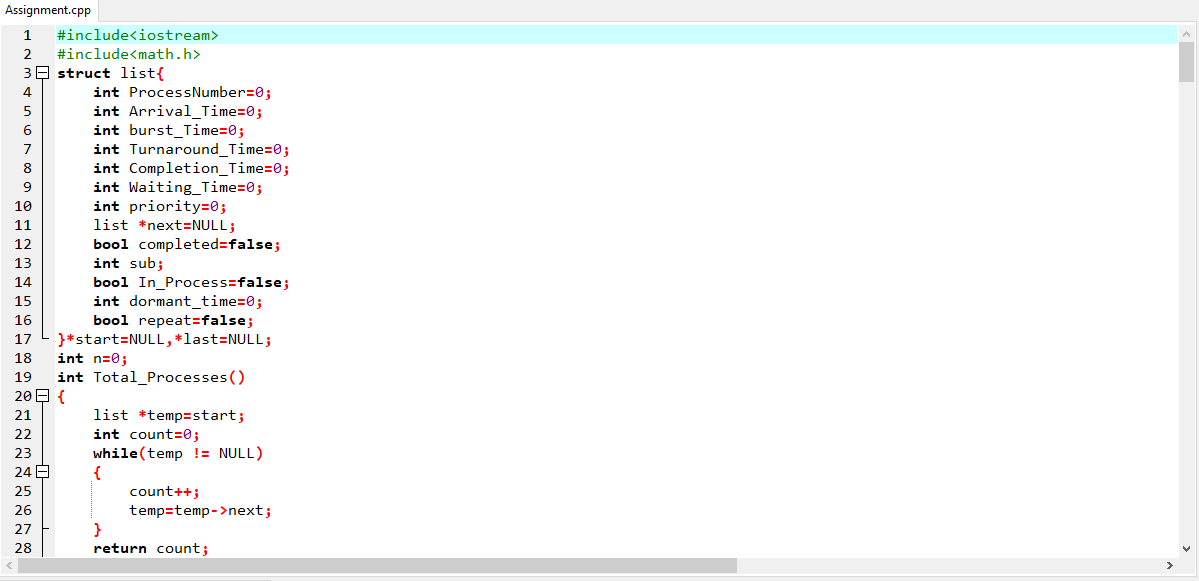 Assignment.cpp
1 #include<iostream>
2 #include<math.h>
3 struct list{
4 int ProcessNumber=0;
5 int Arrival_Time=0;
6 int burst_Time=0;
7 int Turnaround_Time=0;
8 int Completion_Time=0;
9 int Waiting_Time=0;
10 int priority=0;
11 list *next=NULL;
12 bool completed=false;
13 int sub;
14 bool In_Process=false;
15 int dormant_time=0;
16 bool repeat=false;
17 }*start=NULL,*last=NULL;
18 int n=0;
19 int Total_Processes()
20 {
21 list *temp=start;
22 int count=0;
23 while(temp != NULL)
24 {
25 count++;
26 temp=temp->next;
27 }
28 return count;